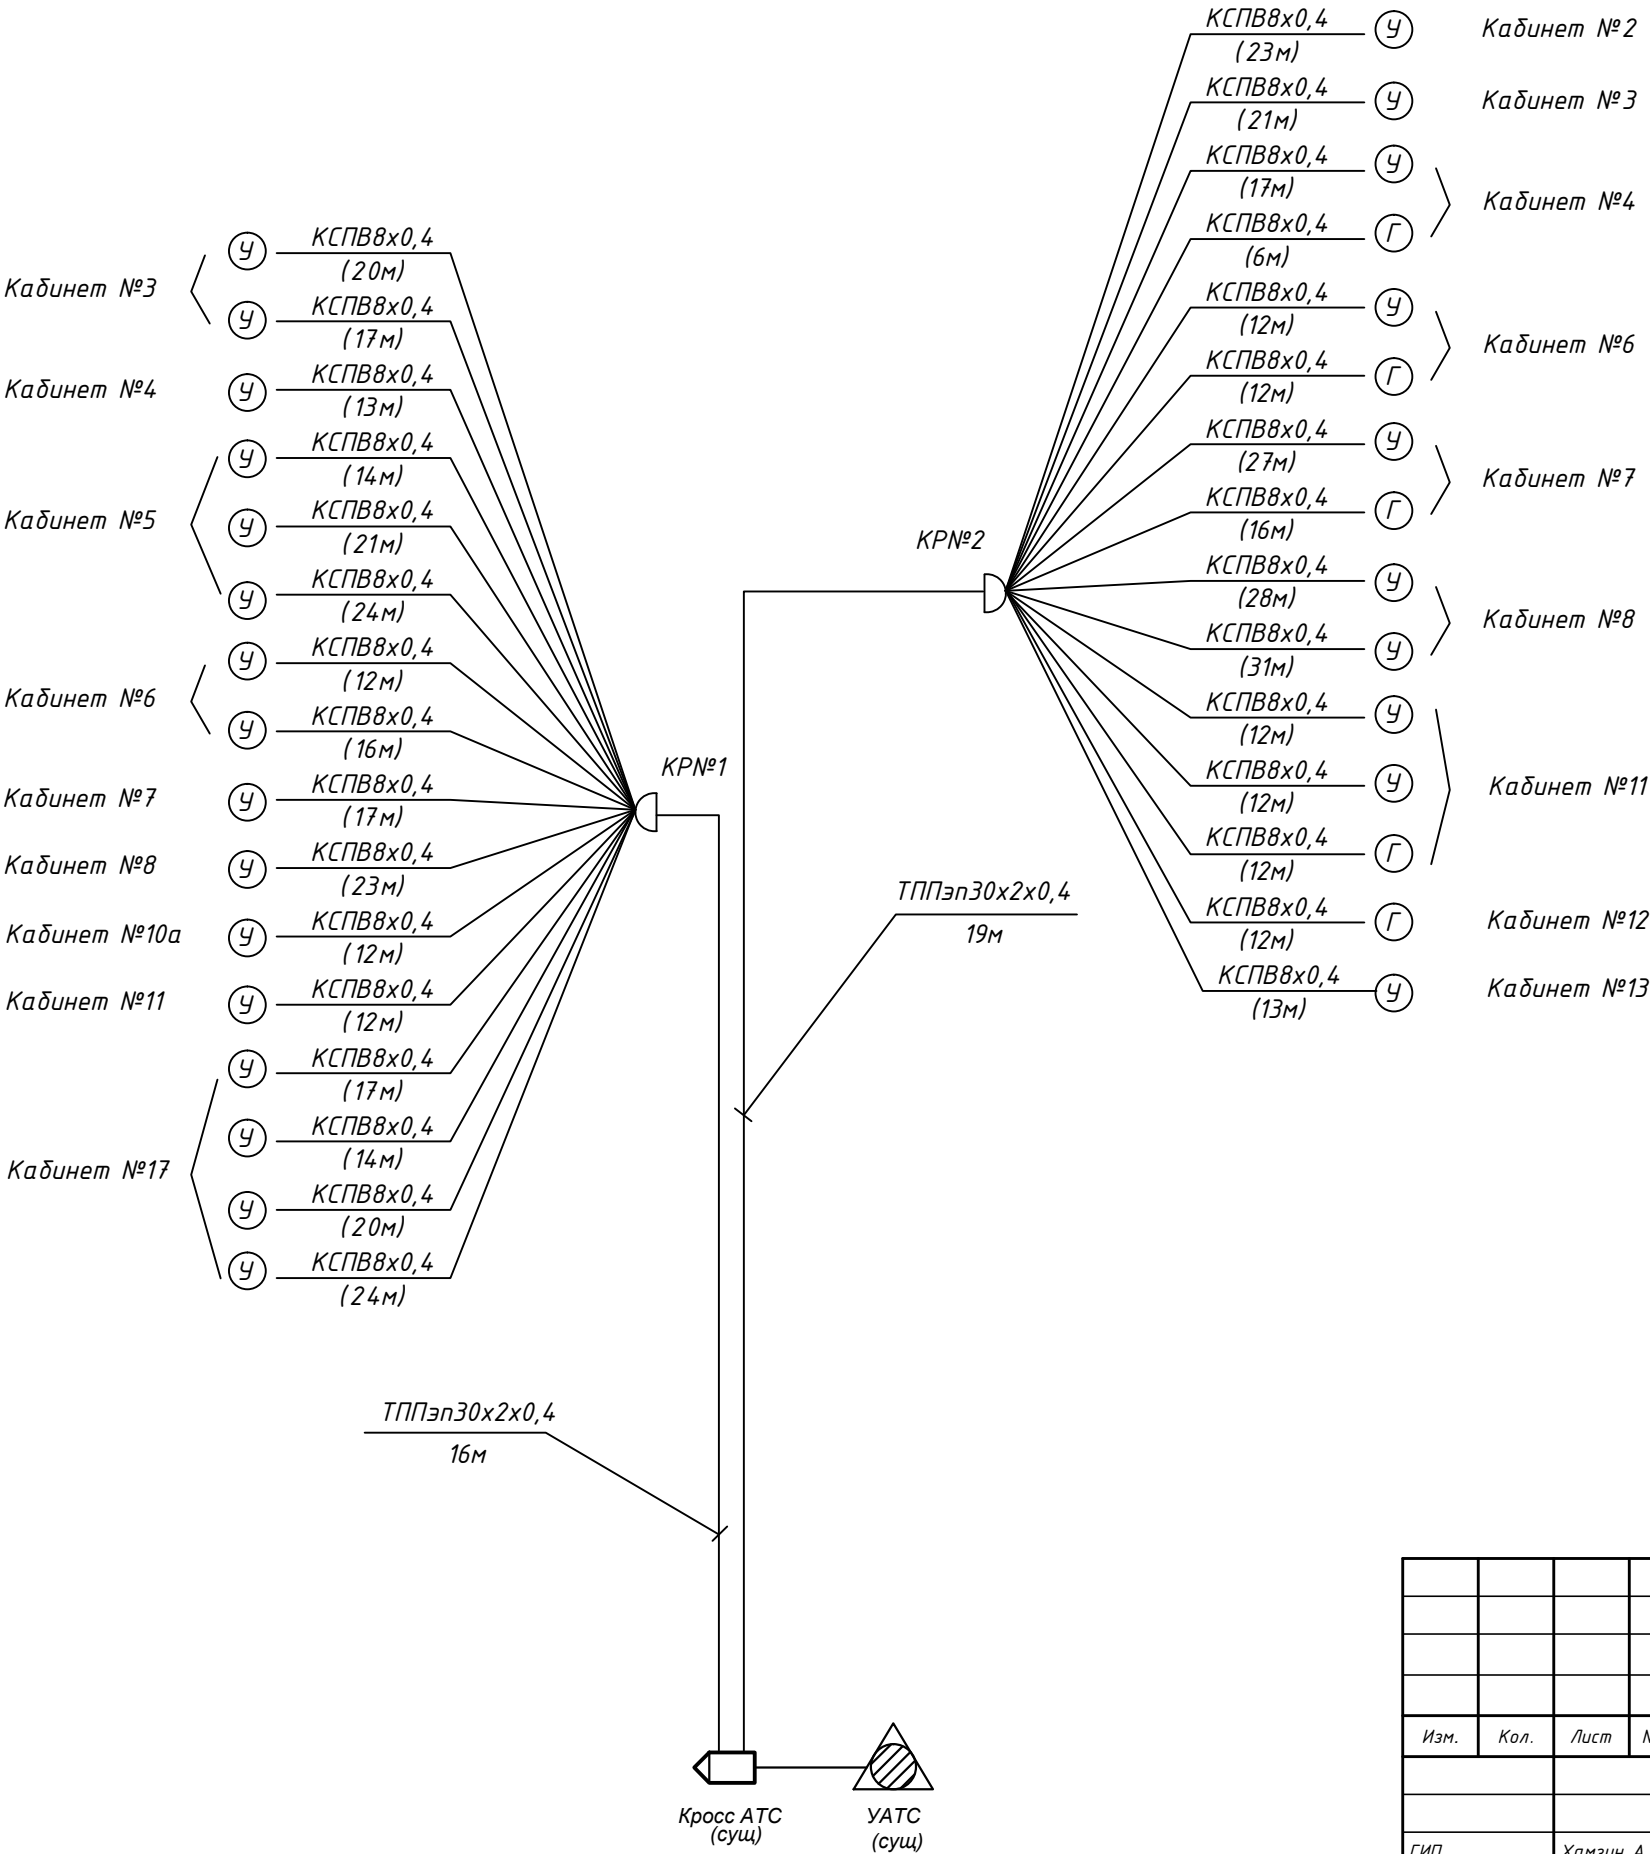 КСПВ8х0,4
У
Кабинет №2
(23м)
КСПВ8х0,4
У
Кабинет №3
(21м)
КСПВ8х0,4
У
(17м)
Кабинет №4
КСПВ8х0,4
Г
(6м)
КСПВ8х0,4
У
(12м)
Кабинет №6
КСПВ8х0,4
Г
(12м)
КСПВ8х0,4
У
(27м)
Кабинет №7
КСПВ8х0,4
Г
(16м)
КСПВ8х0,4
У
(28м)
Кабинет №8
КСПВ8х0,4
У
(31м)
КСПВ8х0,4
У
(12м)
КСПВ8х0,4
У
Кабинет №11
(12м)
КСПВ8х0,4
Г
(12м)
КСПВ8х0,4
Г
Кабинет №12
(12м)
КСПВ8х0,4
У
Кабинет №13
(13м)
КР№2
У
КСПВ8х0,4
(20м)
Кабинет №3
У
КСПВ8х0,4
(17м)
Кабинет №4
У
КСПВ8х0,4
(13м)
У
КСПВ8х0,4
(14м)
Кабинет №5
У
КСПВ8х0,4
(21м)
У
КСПВ8х0,4
(24м)
У
КСПВ8х0,4
(12м)
Кабинет №6
У
КСПВ8х0,4
(16м)
Кабинет №7
У
КСПВ8х0,4
(17м)
Кабинет №8
У
КСПВ8х0,4
(23м)
Кабинет №10а
У
КСПВ8х0,4
(12м)
Кабинет №11
У
КСПВ8х0,4
(12м)
У
КСПВ8х0,4
(17м)
У
КСПВ8х0,4
(14м)
Кабинет №17
У
КСПВ8х0,4
(20м)
У
КСПВ8х0,4
(24м)
КР№1
ТППэп30х2х0,4
19м
ТППэп30х2х0,4
16м
Кросс АТС
(сущ)
УАТС
(сущ)
Изм.
Кол.
Лист
ГИП
Хамзин А